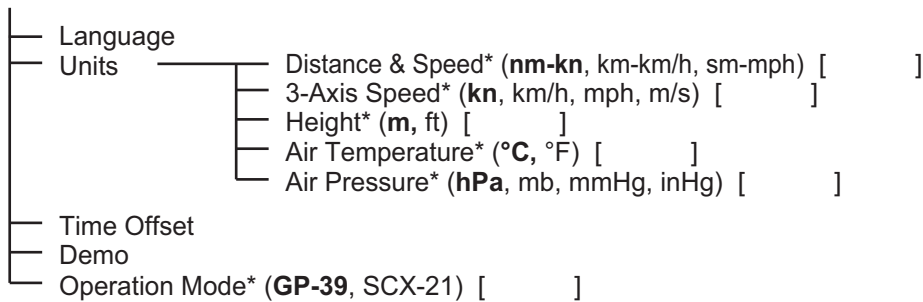 Language
Units
Distance & Speed* (nm-kn, km-km/h, sm-mph) [ ]
3-Axis Speed* (kn, km/h, mph, m/s) [ ]
Height* (m, ft) [ ]
Air Temperature* (°C, °F) [ ]
Air Pressure* (hPa, mb, mmHg, inHg) [ ]
Time Offset
Demo
Operation Mode* (GP-39, SCX-21) [ ]